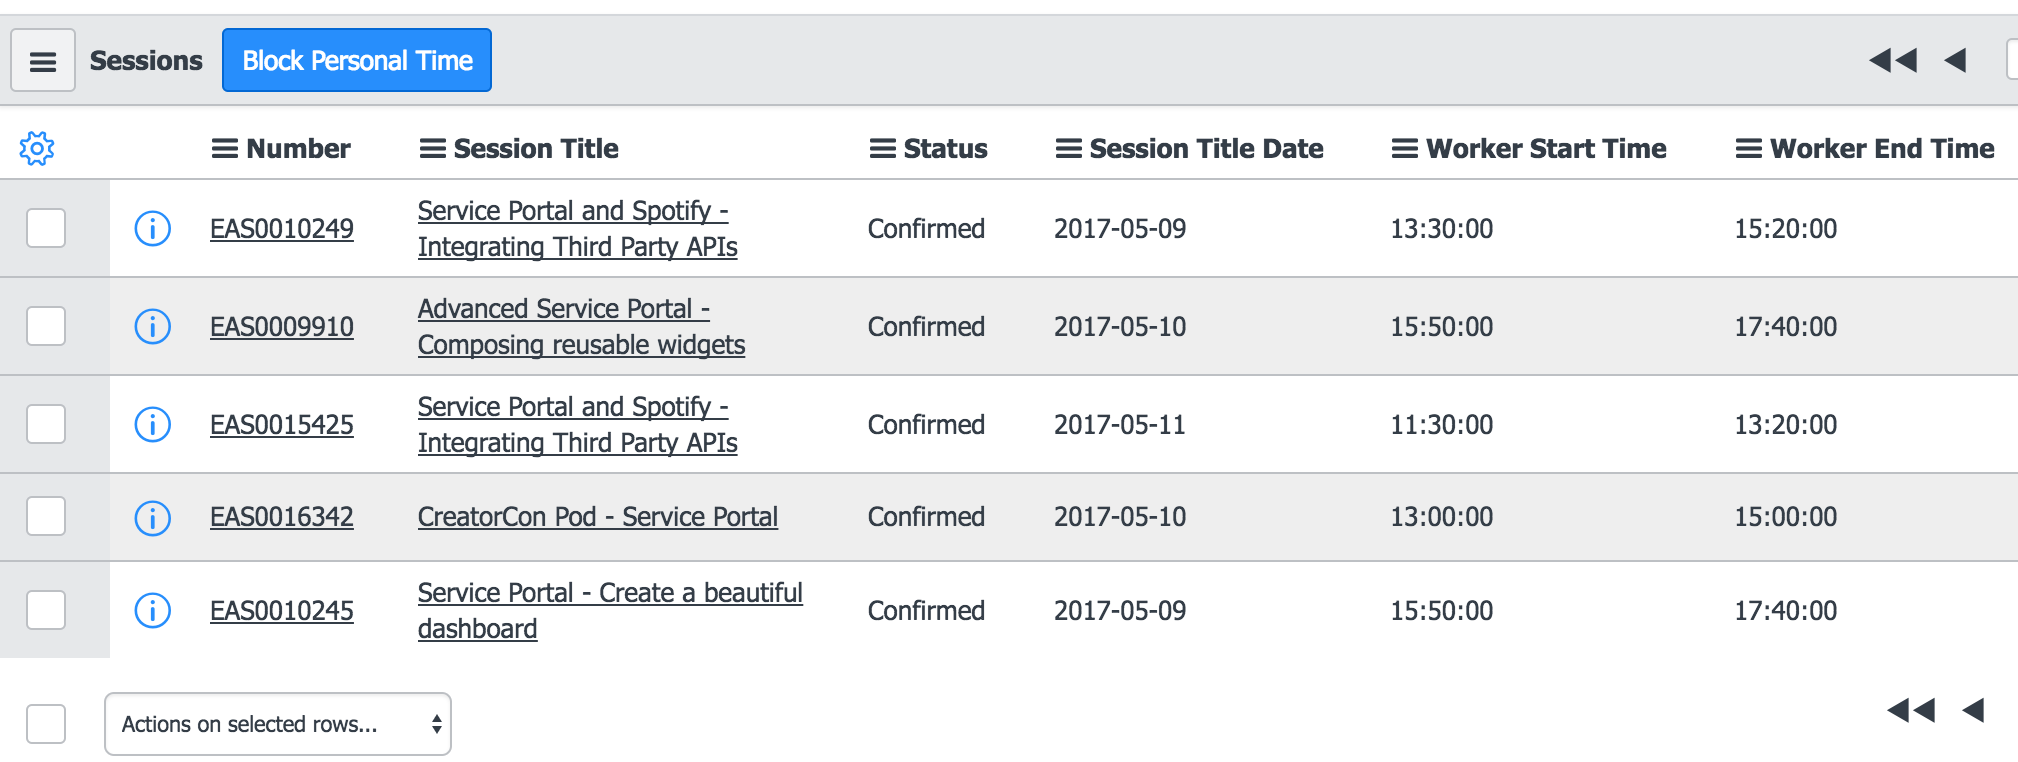 Sessions Block Personal Time
Number Session Title Status Session Title Date Worker Start Time Worker End Time
EAS0010249 Service Portal and Spotify - Confirmed 2017-05-09 13:30:00 15:20:00
Integrating Third Party APIs
EAS0009910 Advanced Service Portal - Confirmed 2017-05-10 15:50:00 17:40:00
Composing reusable widgets
EAS0015425 Service Portal and Spotify - Confirmed 2017-05-11 11:30:00 13:20:00
Integrating Third Party APIs
EAS0016342 CreatorCon Pod - Service Portal Confirmed 2017-05-10 13:00:00 15:00:00
EAS0010245 Service Portal - Create a beautiful Confirmed 2017-05-09 15:50:00 17:40:00
dashboard
Actions on selected rows...